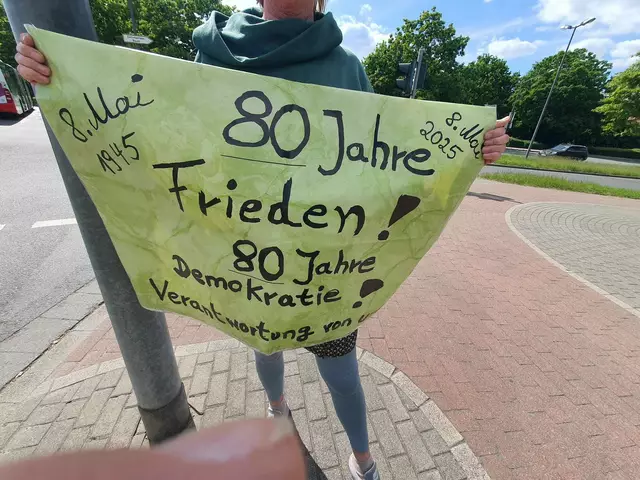 8. Mai
1945
80 Jahre
8. Mai
2025
Frieden!
80 Jahre
Demokratie!
Verantwortung von u